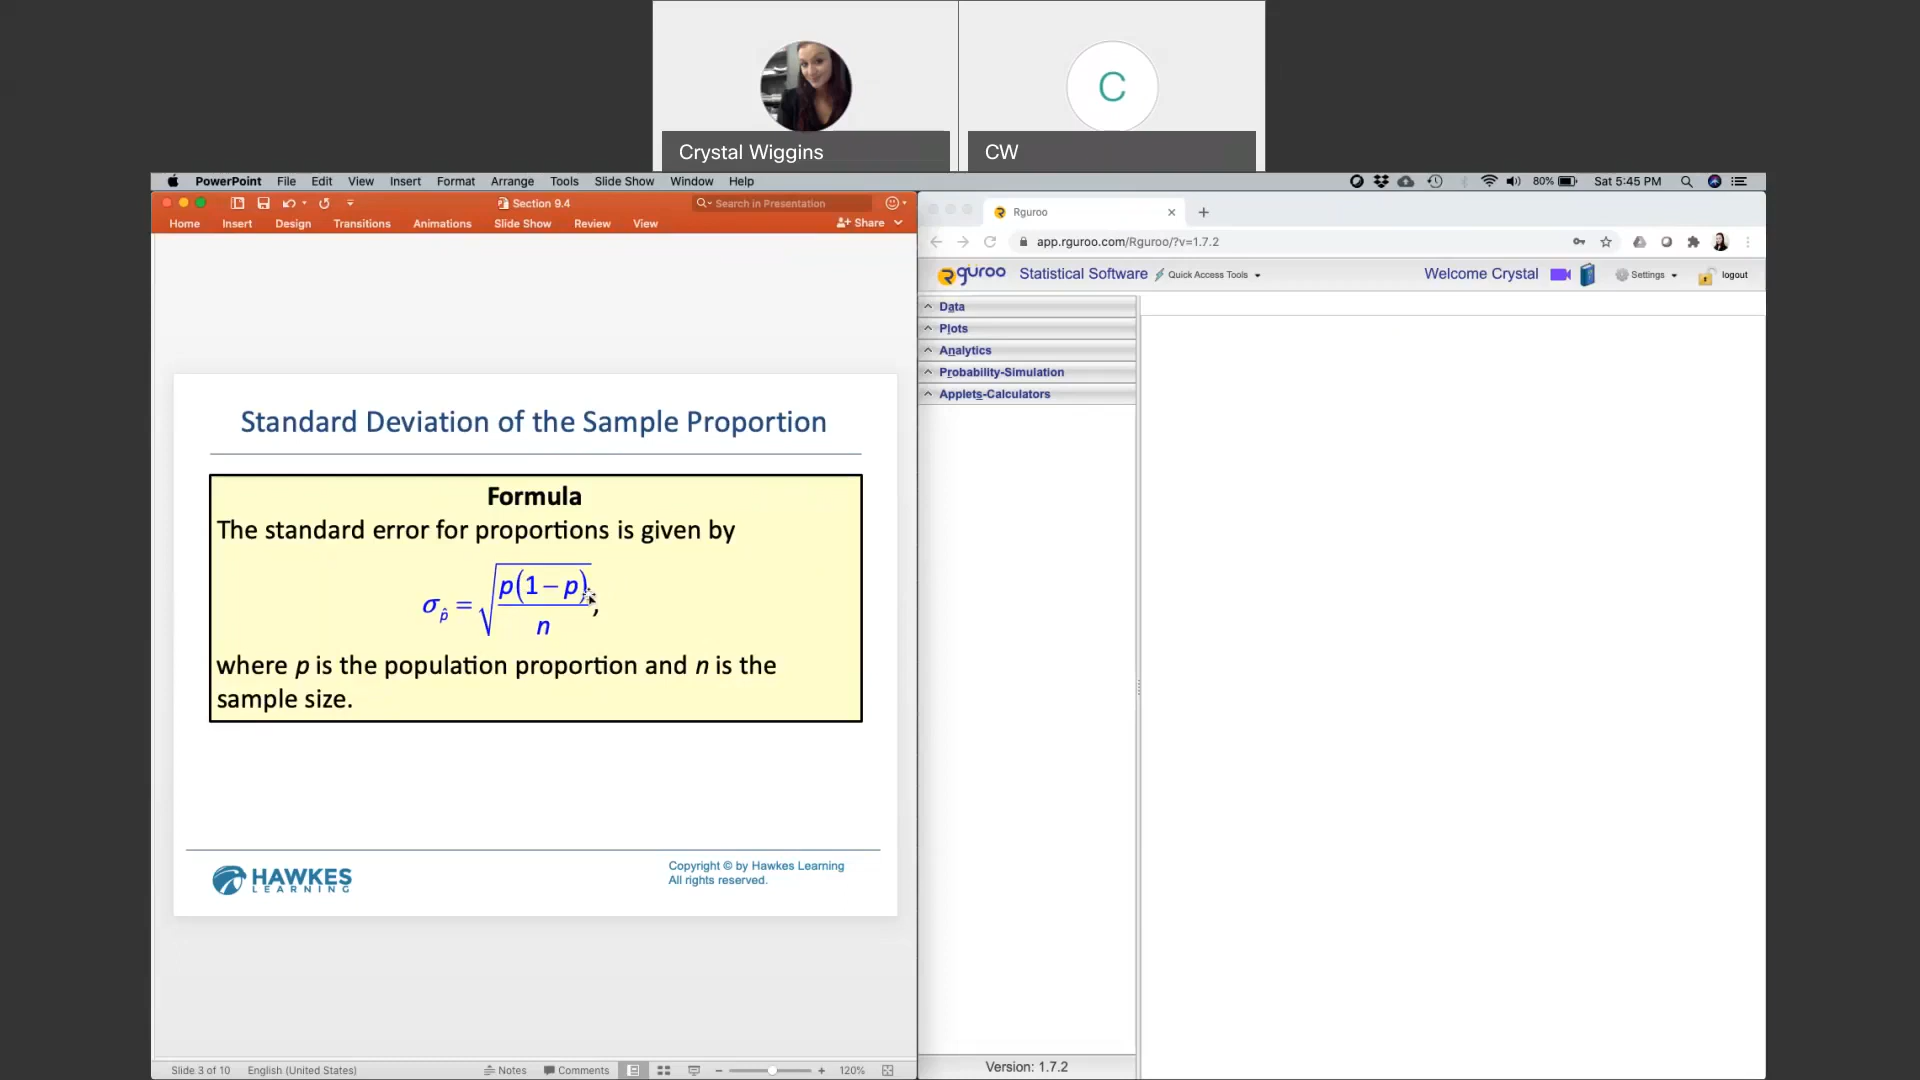 C
Crystal Wiggins
CW
PowerPoint File Edit View Insert Format Arrange Tools Slide Show Window Help
80% Sat 5:45 PM
Section 9.4
Search in Presentation
Home Insert Design Transitions Animations Slide Show Review View
Share
Standard Deviation of the Sample Proportion
Formula
The standard error for proportions is given by
σ_p̂ = √(p(1 − p)/n),
where p is the population proportion and n is the
sample size.
HAWKES
LEARNING
Copyright © by Hawkes Learning
All rights reserved.
Slide 3 of 10 English (United States) Notes Comments 120%
Rguroo
app.rguroo.com/Rguroo/?v=1.7.2
Rguroo Statistical Software Quick Access Tools Welcome Crystal Settings logout
Data
Plots
Analytics
Probability-Simulation
Applets-Calculators
Version: 1.7.2